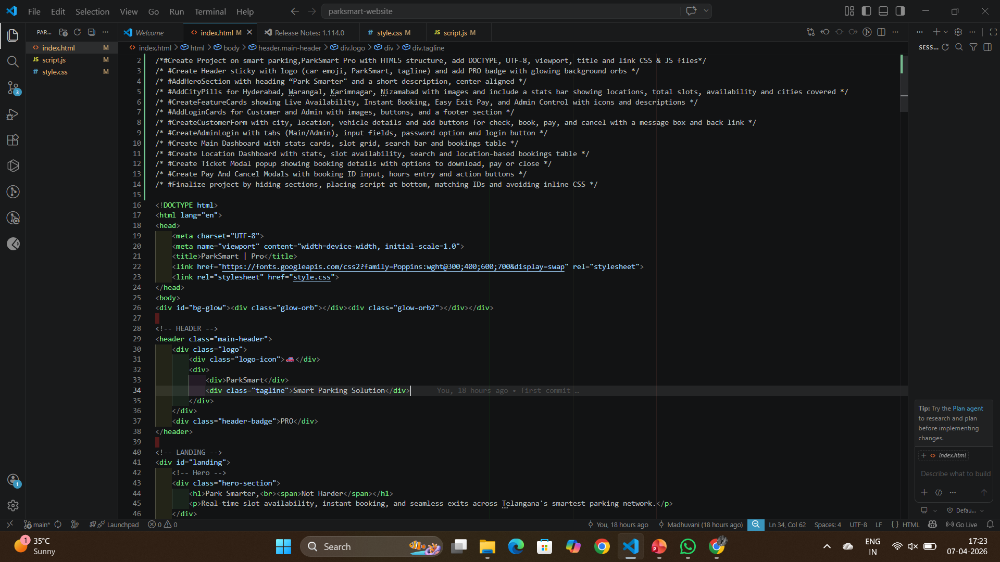 File Edit Selection View Go Run Terminal Help
parksmart-website
PAR...
Welcome
index.html M
Release Notes: 1.114.0
style.css M
JS script.js M
SESS...
index.html M
JS script.js M
# style.css M
index.html > html > body > header.main-header > div.logo > div > div.tagline
2 /*#Create Project on smart parking,ParkSmart Pro with HTML5 structure, add DOCTYPE, UTF-8, viewport, title and link CSS & JS files*/
3 /* #Create Header sticky with logo (car emoji, ParkSmart, tagline) and add PRO badge with glowing background orbs */
4 /* #AddHeroSection with heading “Park Smarter" and a short description, center aligned */
5 /* #AddCityPills for Hyderabad, Warangal, Karimnagar, Nizamabad with images and include a stats bar showing locations, total slots, availability and cities covered */
6 /* #CreateFeatureCards showing Live Availability, Instant Booking, Easy Exit Pay, and Admin Control with icons and descriptions */
7 /* #AddLoginCards for Customer and Admin with images, buttons, and a footer section */
8 /* #CreateCustomerForm with city, location, vehicle details and add buttons for check, book, pay, and cancel with a message box and back link */
9 /* #CreateAdminLogin with tabs (Main/Admin), input fields, password option and login button */
10 /* #Create Main Dashboard with stats cards, slot grid, search bar and bookings table */
11 /* #Create Location Dashboard with stats, slot availability, search and location-based bookings table */
12 /* #Create Ticket Modal popup showing booking details with options to download, pay or close */
13 /* #Create Pay And Cancel Modals with booking ID input, hours entry and action buttons */
14 /* #Finalize project by hiding sections, placing script at bottom, matching IDs and avoiding inline CSS */
15
16 <!DOCTYPE html>
17 <html lang="en">
18 <head>
19 <meta charset="UTF-8">
20 <meta name="viewport" content="width=device-width, initial-scale=1.0">
21 <title>ParkSmart | Pro</title>
22 <link href="https://fonts.googleapis.com/css2?family=Poppins:wght@300;400;600;700&display=swap" rel="stylesheet">
23 <link rel="stylesheet" href="style.css">
24 </head>
25 <body>
26 <div id="bg-glow"><div class="glow-orb"></div><div class="glow-orb2"></div></div>
27
28 <!-- HEADER -->
29 <header class="main-header">
30 <div class="logo">
31 <div class="logo-icon">🚗</div>
32 <div>
33 <div>ParkSmart</div>
34 <div class="tagline">Smart Parking Solution</div> You, 18 hours ago • first commit …
35 </div>
36 </div>
37 <div class="header-badge">PRO</div>
38 </header>
39
40 <!-- LANDING -->
41 <div id="landing">
42 <!-- Hero -->
43 <div class="hero-section">
44 <h1>Park Smarter,<br><span>Not Harder</span></h1>
45 <p>Real-time slot availability, instant booking, and seamless exits across Telangana's smartest parking network.</p>
46 </div>
Tip: Try the Plan agent
to research and plan
before implementing
changes.
index.html
Describe what to build
Defau...
main* Launchpad 0 0 You, 18 hours ago Madhuvani (18 hours ago) Ln 34, Col 62 Spaces: 4 UTF-8 LF { } HTML Go Live
3
1
1
35°C
Sunny
Search
ENG
IN
17:23
07-04-2026